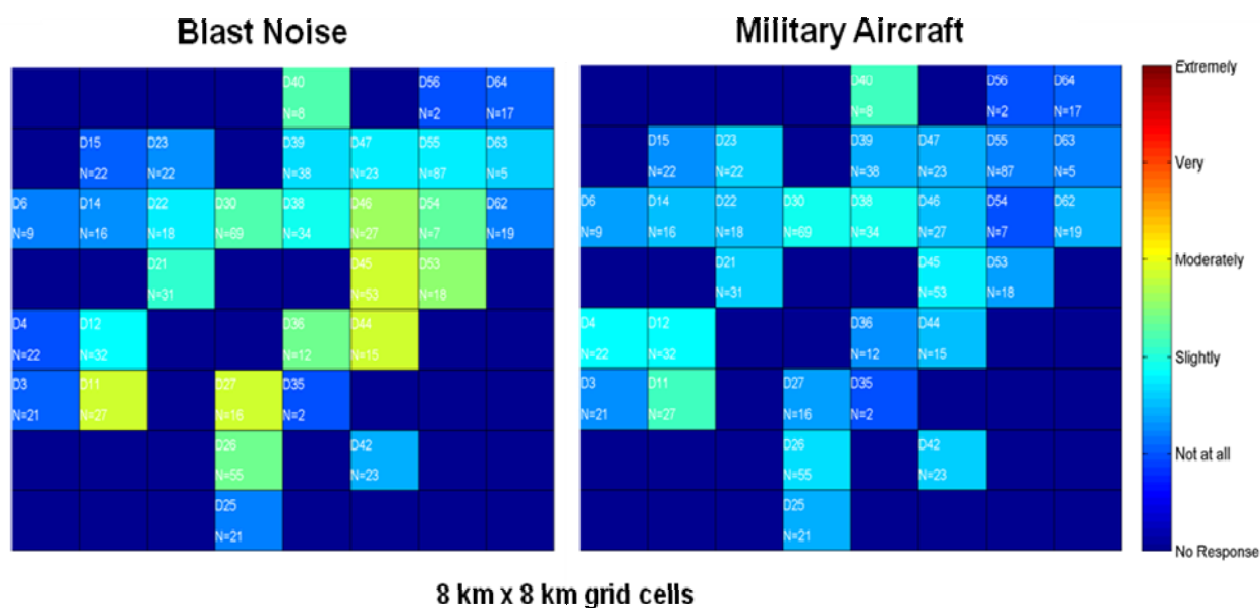 Blast Noise
Military Aircraft
D40
N=8
D56
N=2
D64
N=17
D15
N=22
D23
N=22
D39
N=38
D47
N=23
D55
N=87
D63
N=5
D6
N=9
D14
N=16
D22
N=18
D30
N=69
D38
N=34
D46
N=27
D54
N=7
D62
N=19
D21
N=31
D45
N=53
D53
N=18
D4
N=22
D12
N=32
D36
N=12
D44
N=15
D3
N=21
D11
N=27
D27
N=16
D35
N=2
D26
N=55
D42
N=23
D25
N=21
D40
N=8
D56
N=2
D64
N=17
D15
N=22
D23
N=22
D39
N=38
D47
N=23
D55
N=87
D63
N=5
D6
N=9
D14
N=16
D22
N=18
D30
N=69
D38
N=34
D46
N=27
D54
N=7
D62
N=19
D21
N=31
D45
N=53
D53
N=18
D4
N=22
D12
N=32
D36
N=12
D44
N=15
D3
N=21
D11
N=27
D27
N=16
D35
N=2
D26
N=55
D42
N=23
D25
N=21
Extremely
Very
Moderately
Slightly
Not at all
No Response
8 km x 8 km grid cells